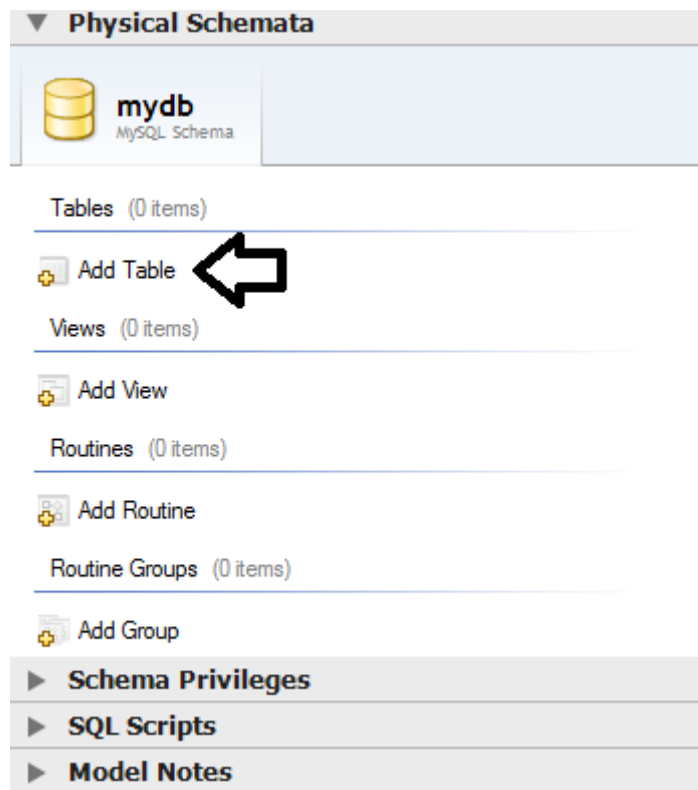 Physical Schemata
mydb
MySQL Schema
Tables (0 items)
Add Table
Views (0 items)
Add View
Routines (0 items)
Add Routine
Routine Groups (0 items)
Add Group
Schema Privileges
SQL Scripts
Model Notes